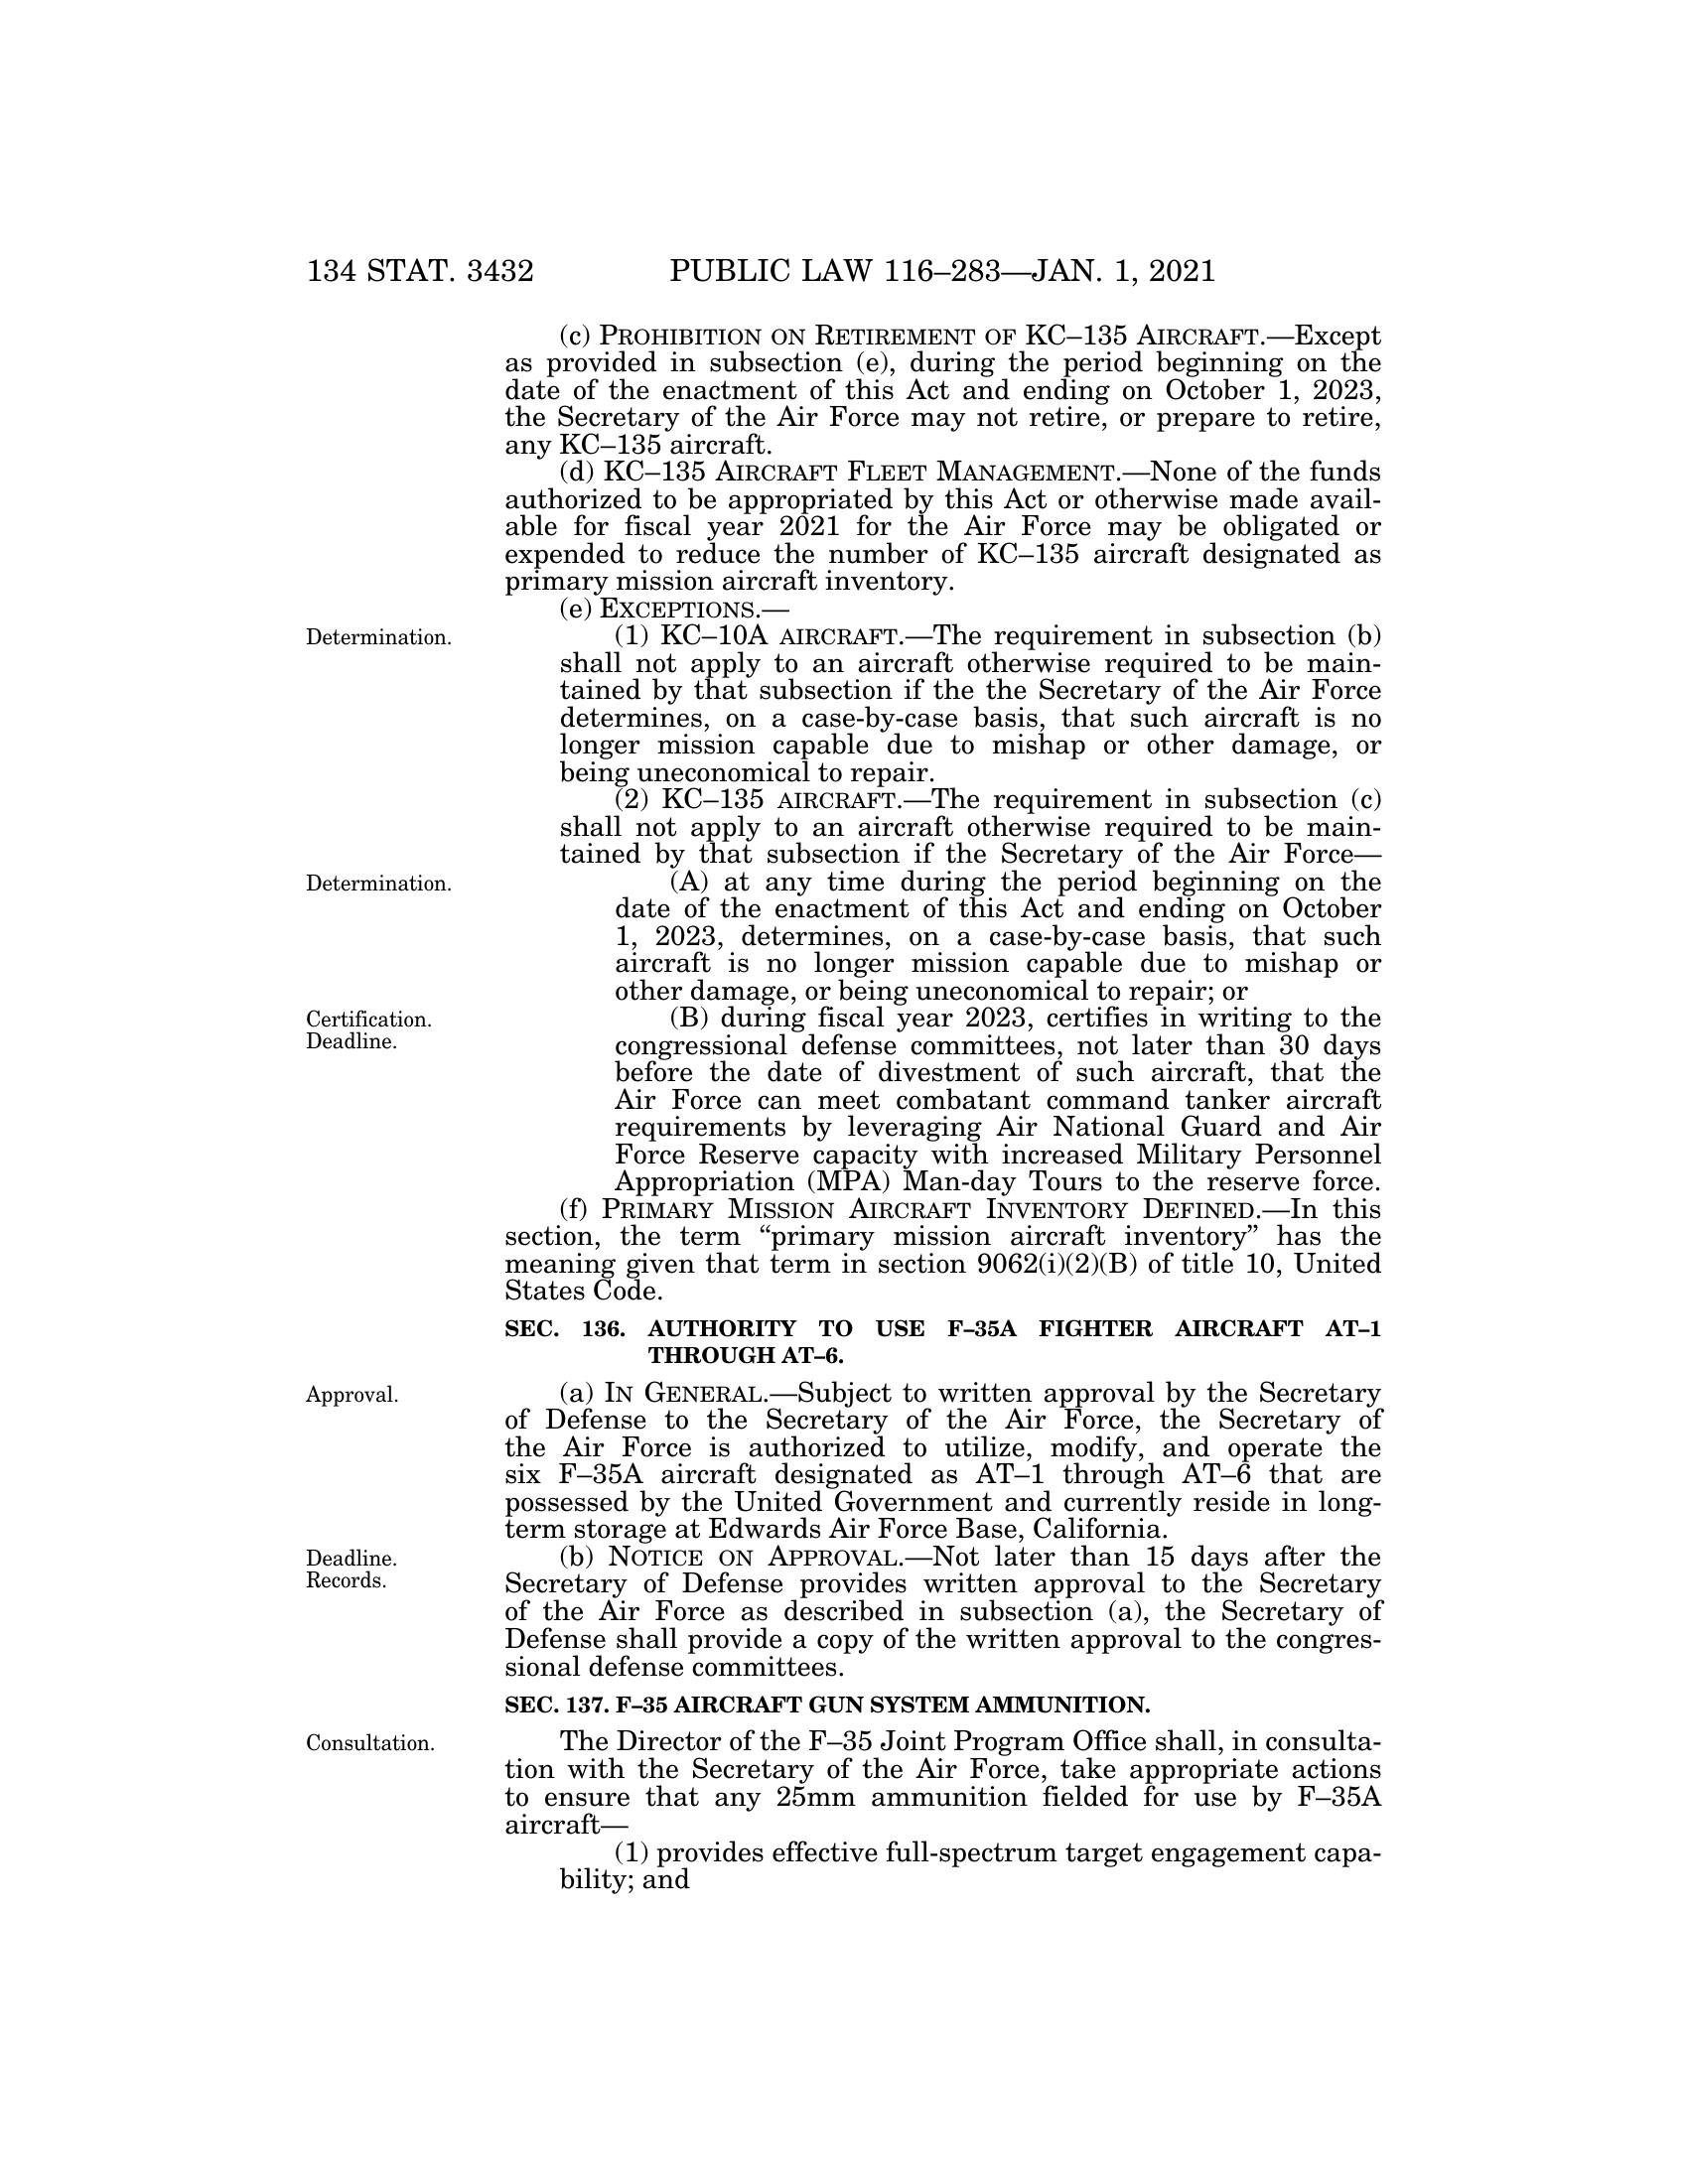 134 STAT. 3432
PUBLIC LAW 116–283—JAN. 1, 2021
(c) PROHIBITION ON RETIREMENT OF KC–135 AIRCRAFT.—Except
as provided in subsection (e), during the period beginning on the
date of the enactment of this Act and ending on October 1, 2023,
the Secretary of the Air Force may not retire, or prepare to retire,
any KC–135 aircraft.
(d) KC–135 AIRCRAFT FLEET MANAGEMENT.—None of the funds
authorized to be appropriated by this Act or otherwise made avail-
able for fiscal year 2021 for the Air Force may be obligated or
expended to reduce the number of KC–135 aircraft designated as
primary mission aircraft inventory.
(e) EXCEPTIONS.—
Determination.
(1) KC–10A AIRCRAFT.—The requirement in subsection (b)
shall not apply to an aircraft otherwise required to be main-
tained by that subsection if the the Secretary of the Air Force
determines, on a case-by-case basis, that such aircraft is no
longer mission capable due to mishap or other damage, or
being uneconomical to repair.
(2) KC–135 AIRCRAFT.—The requirement in subsection (c)
shall not apply to an aircraft otherwise required to be main-
tained by that subsection if the Secretary of the Air Force—
Determination.
(A) at any time during the period beginning on the
date of the enactment of this Act and ending on October
1, 2023, determines, on a case-by-case basis, that such
aircraft is no longer mission capable due to mishap or
other damage, or being uneconomical to repair; or
Certification.
Deadline.
(B) during fiscal year 2023, certifies in writing to the
congressional defense committees, not later than 30 days
before the date of divestment of such aircraft, that the
Air Force can meet combatant command tanker aircraft
requirements by leveraging Air National Guard and Air
Force Reserve capacity with increased Military Personnel
Appropriation (MPA) Man-day Tours to the reserve force.
(f) PRIMARY MISSION AIRCRAFT INVENTORY DEFINED.—In this
section, the term “primary mission aircraft inventory” has the
meaning given that term in section 9062(i)(2)(B) of title 10, United
States Code.
SEC. 136. AUTHORITY TO USE F–35A FIGHTER AIRCRAFT AT–1
THROUGH AT–6.
Approval.
(a) IN GENERAL.—Subject to written approval by the Secretary
of Defense to the Secretary of the Air Force, the Secretary of
the Air Force is authorized to utilize, modify, and operate the
six F–35A aircraft designated as AT–1 through AT–6 that are
possessed by the United Government and currently reside in long-
term storage at Edwards Air Force Base, California.
Deadline.
Records.
(b) NOTICE ON APPROVAL.—Not later than 15 days after the
Secretary of Defense provides written approval to the Secretary
of the Air Force as described in subsection (a), the Secretary of
Defense shall provide a copy of the written approval to the congres-
sional defense committees.
SEC. 137. F–35 AIRCRAFT GUN SYSTEM AMMUNITION.
Consultation.
The Director of the F–35 Joint Program Office shall, in consulta-
tion with the Secretary of the Air Force, take appropriate actions
to ensure that any 25mm ammunition fielded for use by F–35A
aircraft—
(1) provides effective full-spectrum target engagement capa-
bility; and